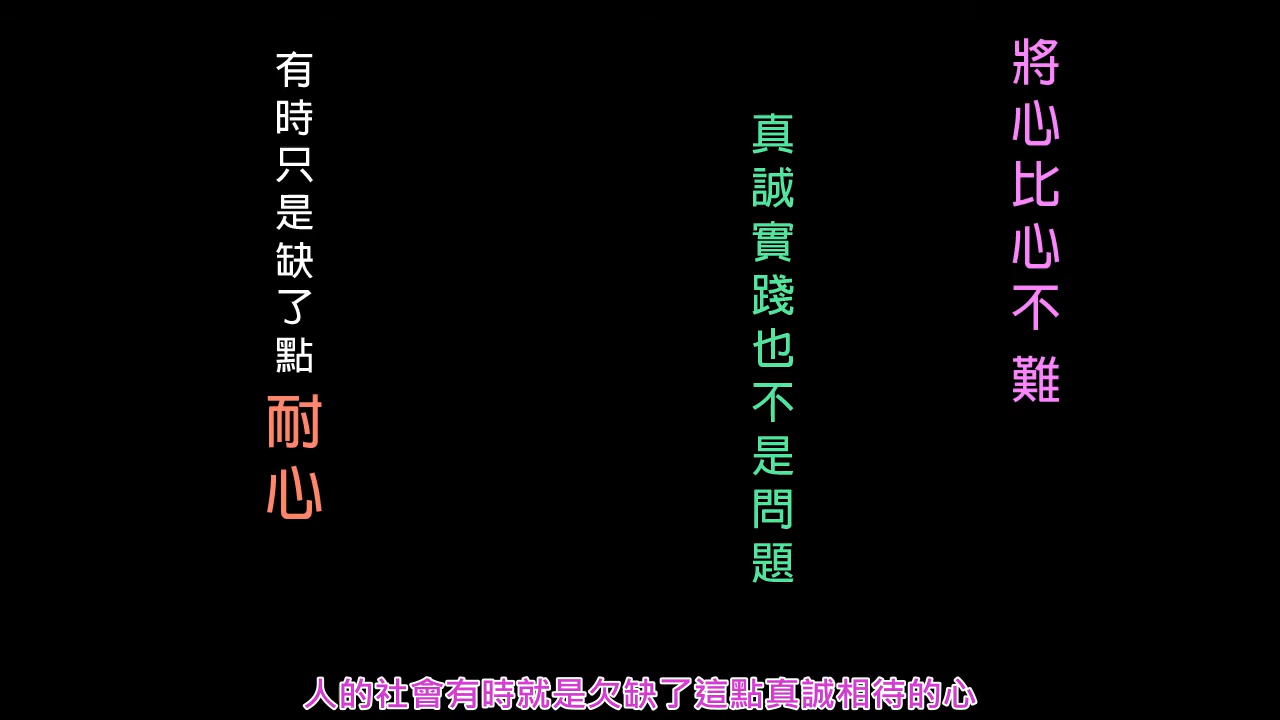 將心比心不難
真誠實踐也不是問題
有時只是缺了點耐心
人的社會有時就是欠缺了這點真誠相待的心